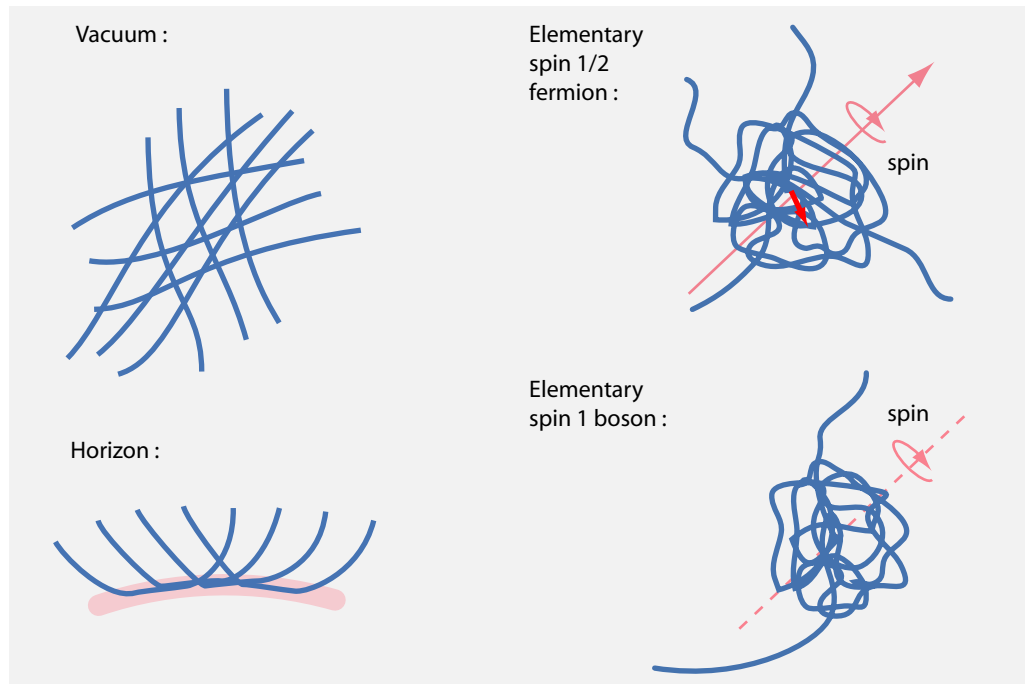 Vacuum :
Elementary
spin 1/2
fermion :
spin
Elementary
spin 1 boson :
spin
Horizon :